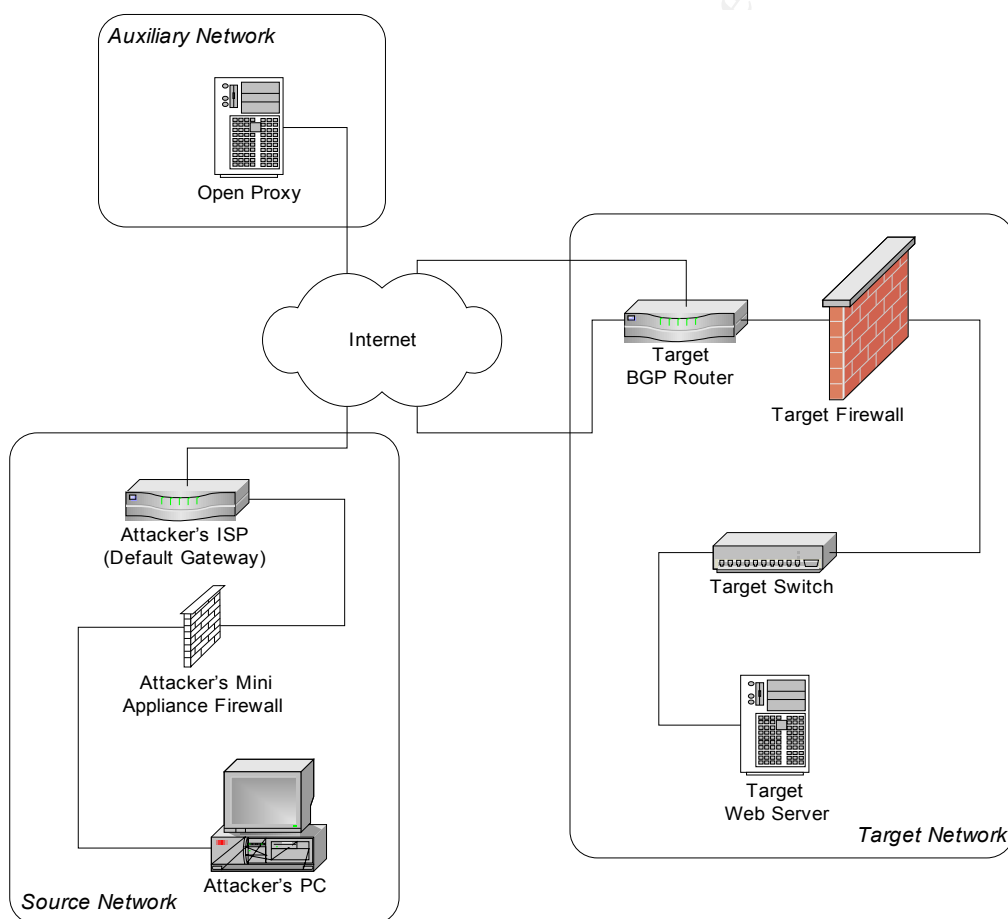 Auxiliary Network
Open Proxy
Internet
Target
BGP Router
Target Firewall
Target Switch
Target
Web Server
Target Network
Attacker's ISP
(Default Gateway)
Attacker's Mini
Appliance Firewall
Attacker's PC
Source Network